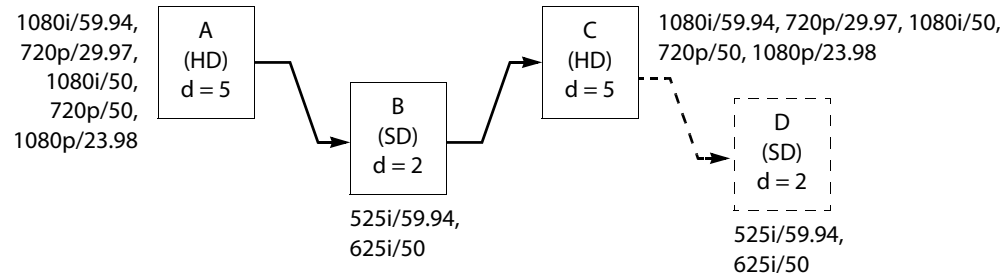 1080i/59.94,
720p/29.97,
1080i/50,
720p/50,
1080p/23.98
A
(HD)
d = 5
B
(SD)
d = 2
525i/59.94,
625i/50
C
(HD)
d = 5
1080i/59.94, 720p/29.97, 1080i/50,
720p/50, 1080p/23.98
D
(SD)
d = 2
525i/59.94,
625i/50